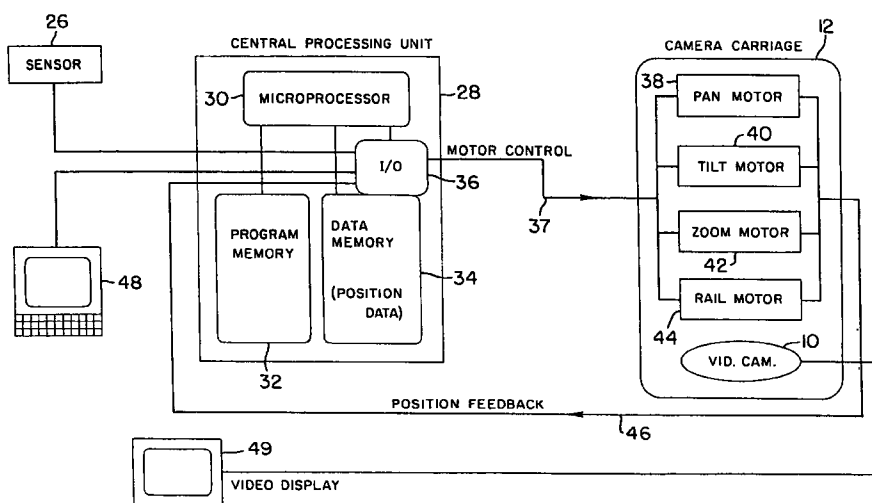 26
SENSOR
CENTRAL PROCESSING UNIT
30
MICROPROCESSOR
28
I/O
36
MOTOR CONTROL
37
PROGRAM
MEMORY
32
DATA
MEMORY
(POSITION
DATA)
34
48
CAMERA CARRIAGE
12
38
PAN MOTOR
40
TILT MOTOR
ZOOM MOTOR
42
RAIL MOTOR
44
10
VID. CAM.
POSITION FEEDBACK
46
49
VIDEO DISPLAY